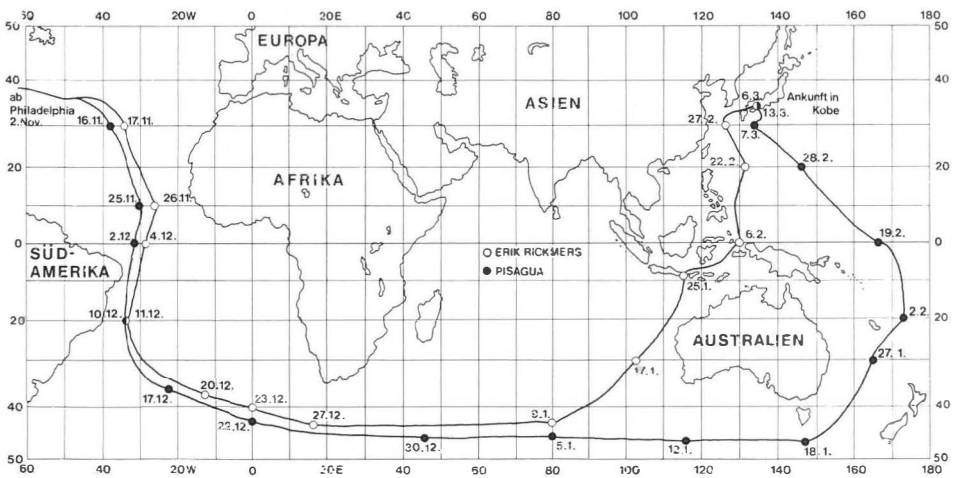 60 40 20W 0 20 40 60 80 100 120 140 160 180
50 50
EUROPA
40 40
ab
Philadelphia
2. Nov.
16.11. 17.11.
ASIEN
6.3. Ankunft in
13.3. Kobe
27.2. 7.3.
20 22.2. 28.2. 20
AFRIKA
25.11. 26.11.
2.12. 4.12.
0 6.2. 19.2. 0
SÜD-
AMERIKA
ERIK RICKMERS
PISAGUA
25.1.
10.12. 11.12.
20 2.2. 20
AUSTRALIEN
27.1.
17.1.
20.12.
17.12. 23.12.
40 27.12. 40
22.12. 30.12. 5.1. 12.1. 18.1.
50 50
60 40 20W 0 20E 40 60 80 100 120 140 160 180